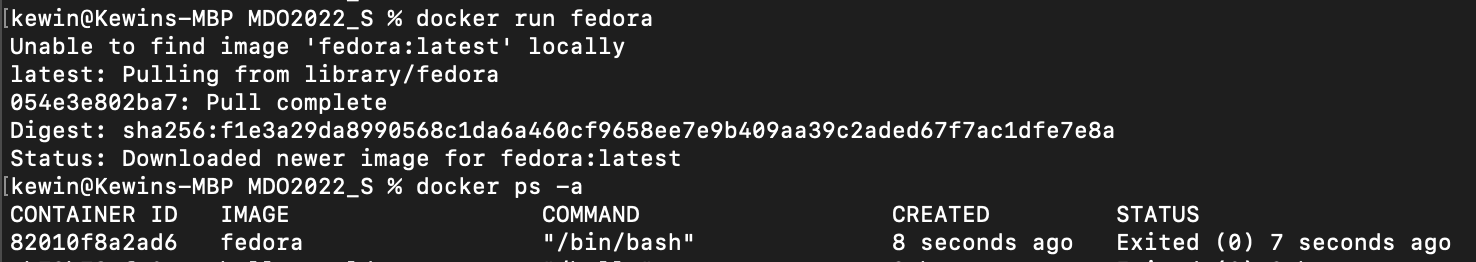 [kewin@Kewins-MBP MDO2022_S % docker run fedora
Unable to find image 'fedora:latest' locally
latest: Pulling from library/fedora
054e3e802ba7: Pull complete
Digest: sha256:f1e3a29da8990568c1da6a460cf9658ee7e9b409aa39c2aded67f7ac1dfe7e8a
Status: Downloaded newer image for fedora:latest
[kewin@Kewins-MBP MDO2022_S % docker ps -a
CONTAINER ID   IMAGE   COMMAND   CREATED   STATUS
82010f8a2ad6   fedora   "/bin/bash"   8 seconds ago   Exited (0) 7 seconds ago